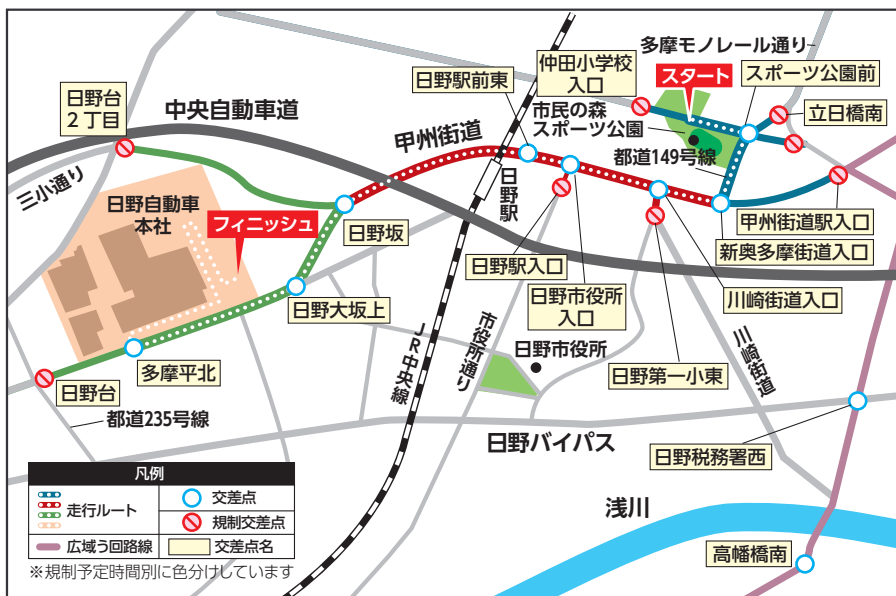 多摩モノレール通り
仲田小学校
入口
スタート
スポーツ公園前
日野駅前東
立日橋南
市民の森
スポーツ公園
日野台
2丁目
中央自動車道
甲州街道
都道149号線
三小通り
日野駅
日野自動車
本社
フィニッシュ
日野坂
甲州街道駅入口
新奥多摩街道入口
日野駅入口
日野市役所
入口
川崎街道入口
日野大坂上
市役所通り
JR中央線
日野市役所
川崎街道
日野第一小東
多摩平北
日野台
都道235号線
日野バイパス
日野税務署西
浅川
高幡橋南
凡例
走行ルート
交差点
規制交差点
広域う回路線
交差点名
※規制予定時間別に色分けしています